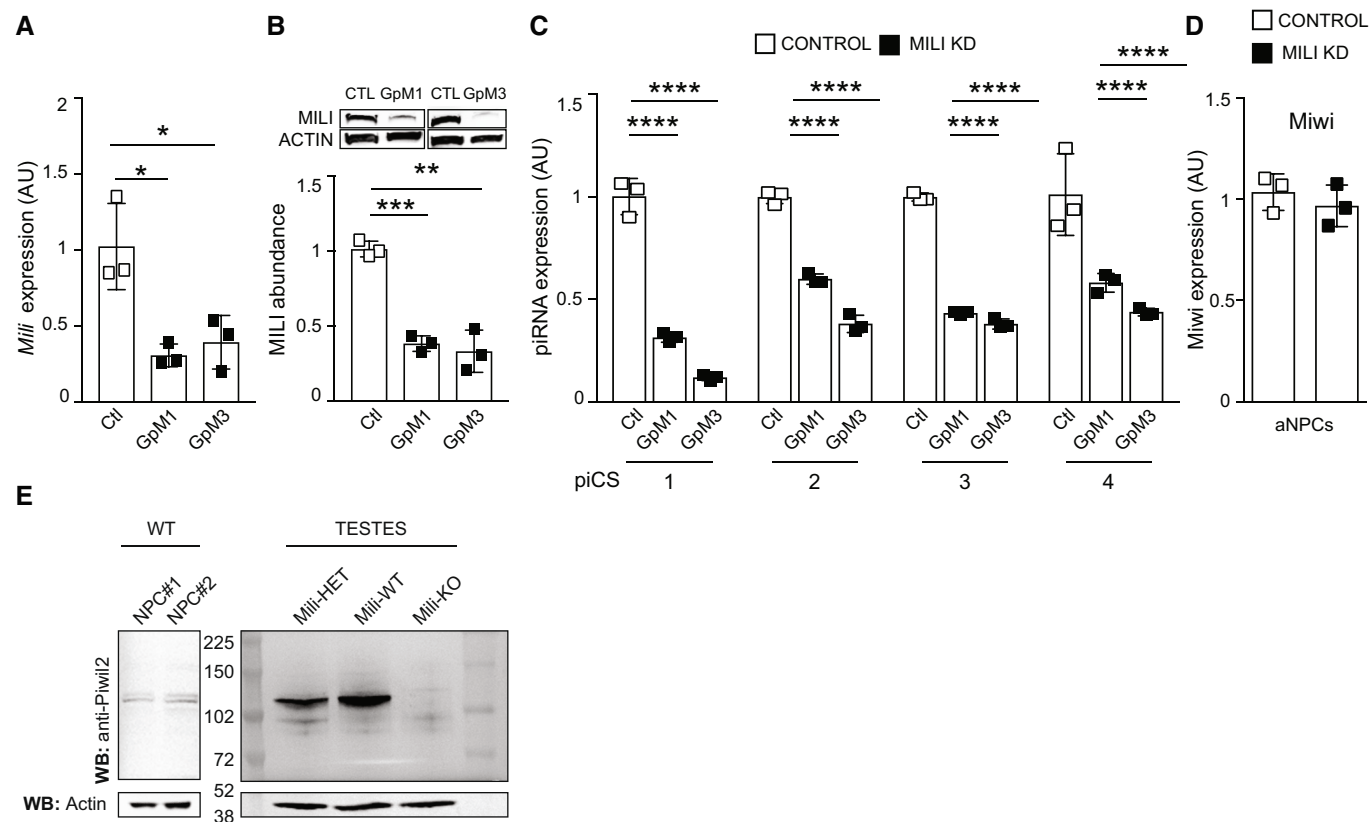 A
Mili expression (AU)
2
1.5
1
0.5
0
*
*
Ctl
GpM1
GpM3
B
CTL GpM1 CTL GpM3
MILI
ACTIN
MILI abundance
1.5
1
0.5
0
**
***
Ctl
GpM1
GpM3
C
CONTROL MILI KD
piRNA expression (AU)
1.5
1
0.5
0
****
****
****
****
****
****
****
****
Ctl GpM1 GpM3 Ctl GpM1 GpM3 Ctl GpM1 GpM3 Ctl GpM1 GpM3
piCS 1 2 3 4
D
CONTROL
MILI KD
Miwi
Miwi expression (AU)
1.5
1
0.5
0
aNPCs
E
WT TESTES
NPC#1 NPC#2 Mili-HET Mili-WT Mili-KO
WB: anti-Piwil2
225
150
102
72
52
38
WB: Actin